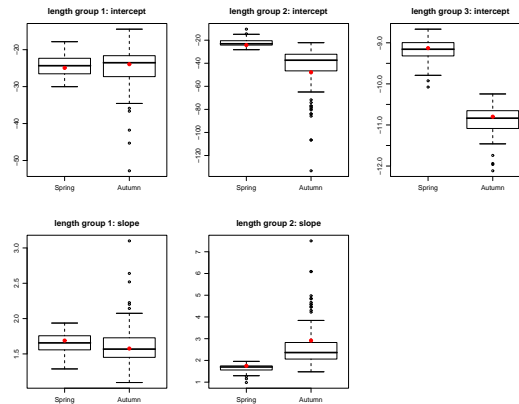 length group 1: intercept
−20
−30
−40
−50
Spring
Autumn
length group 2: intercept
−20
−40
−60
−80
−120
Spring
Autumn
length group 3: intercept
−9.0
−10.0
−11.0
−12.0
Spring
Autumn
length group 1: slope
3.0
2.5
2.0
1.5
Spring
Autumn
length group 2: slope
7
6
5
4
3
2
1
Spring
Autumn